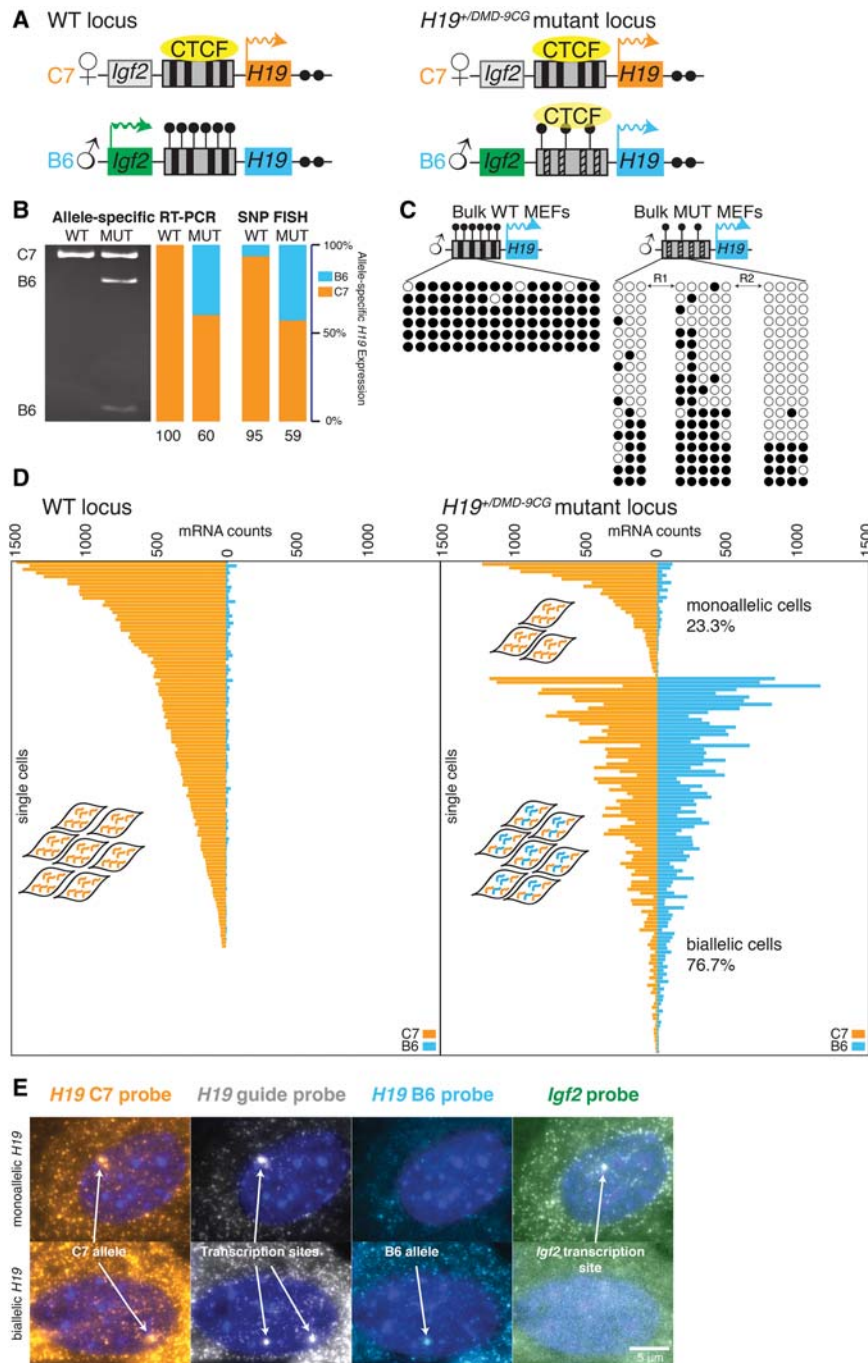 A
WT locus
H19+/DMD-9CG mutant locus
CTCF
C7 ♀ Igf2 H19
B6 ♂ Igf2 H19
CTCF
C7 ♀ Igf2 H19
CTCF
B6 ♂ Igf2 H19
B
Allele-specific RT-PCR SNP FISH
WT MUT WT MUT WT MUT
C7
B6
B6
100 60 95 59
100%
50%
0%
B6
C7
Allele-specific H19 Expression
C
Bulk WT MEFs
♂ H19
Bulk MUT MEFs
♂ H19
R1 R2
D
WT locus
H19+/DMD-9CG mutant locus
mRNA counts
1500 1000 500 0 500 1000 1500
mRNA counts
1000 500 0 500 1000
single cells
single cells
monoallelic cells
23.3%
biallelic cells
76.7%
C7
B6
C7
B6
E
H19 C7 probe H19 guide probe H19 B6 probe Igf2 probe
monoallelic H19
biallelic H19
C7 allele Transcription sites B6 allele Igf2 transcription
site
5 µm